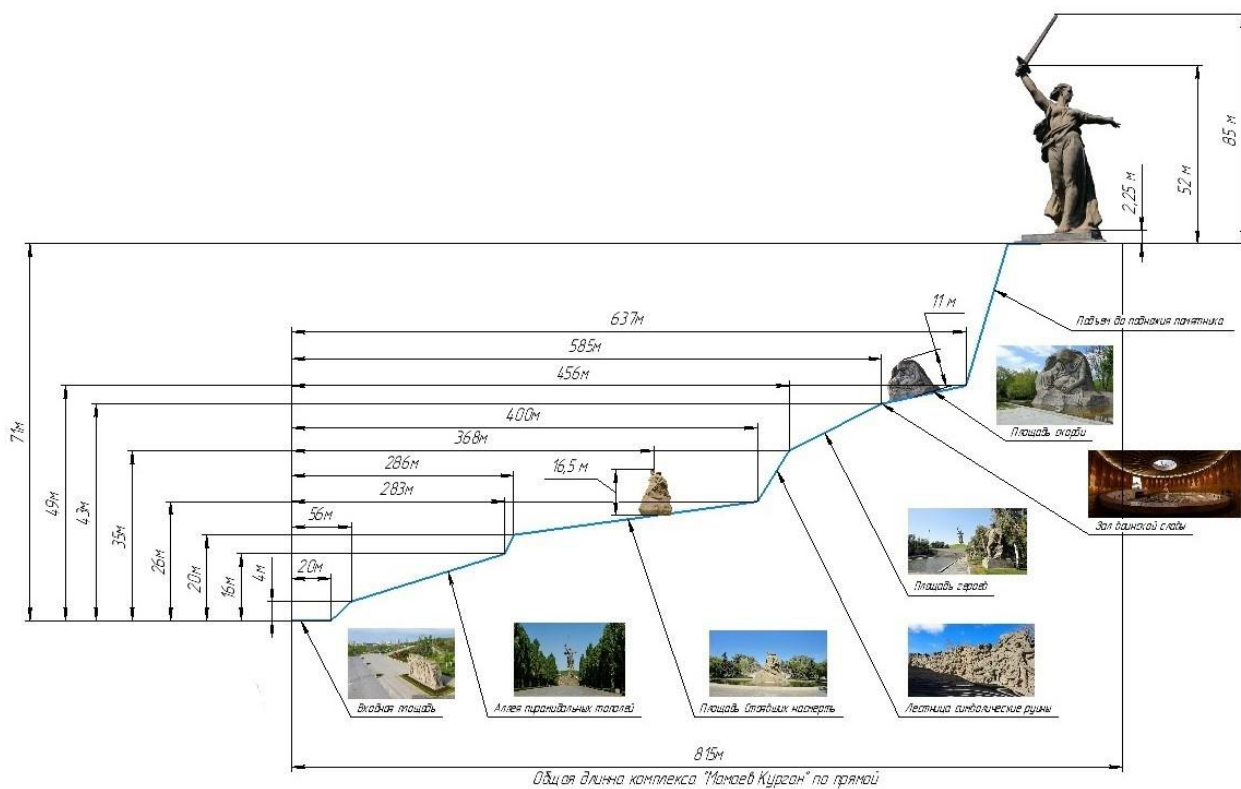 85 м
52 м
2,25 м
11 м
637м
Подъем до подножия памятника
585м
456м
71м
49м
43м
35м
26м
20м
16м
4м
400м
Площадь скорби
368м
286м
16,5 м
283м
56м
20м
Зал воинской славы
Площадь героев
Входная площадь
Аллея пирамидальных тополей
Площадь Стоявших насмерть
Лестница символические руины
815м
Общая длинна комплекса "Мамаев Курган" по прямой